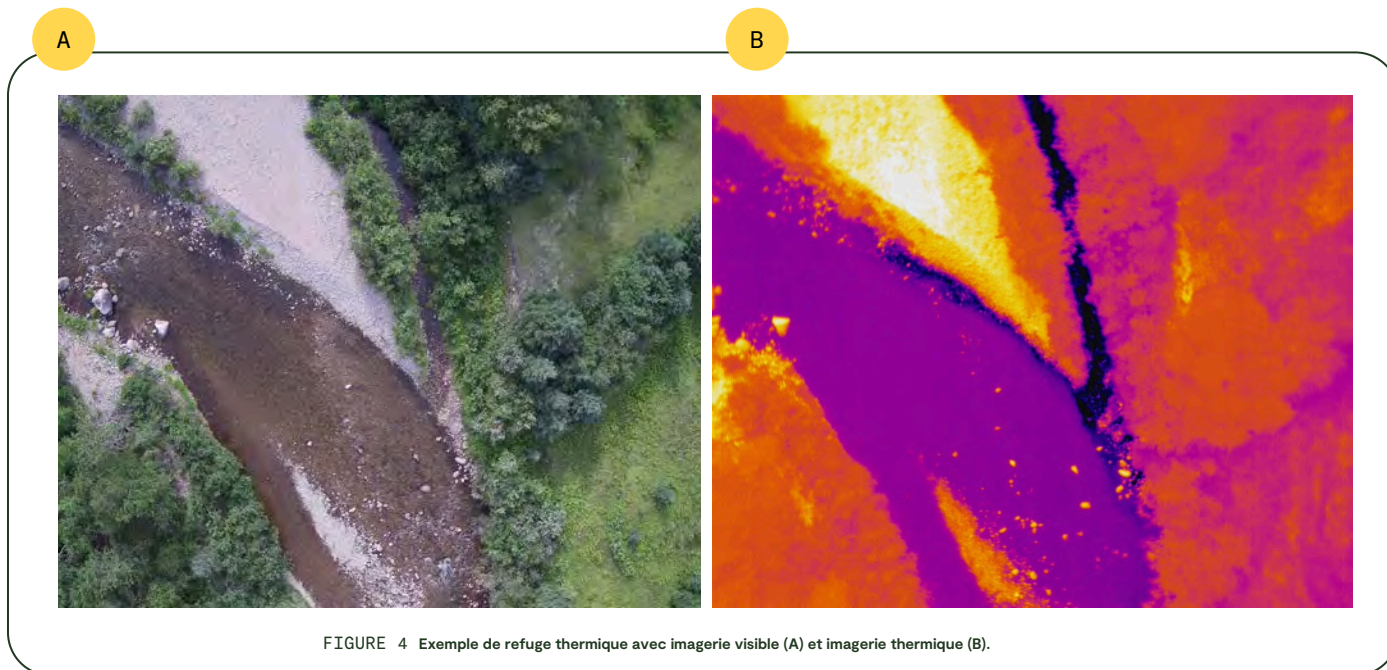 A
B
FIGURE 4 Exemple de refuge thermique avec imagerie visible (A) et imagerie thermique (B).